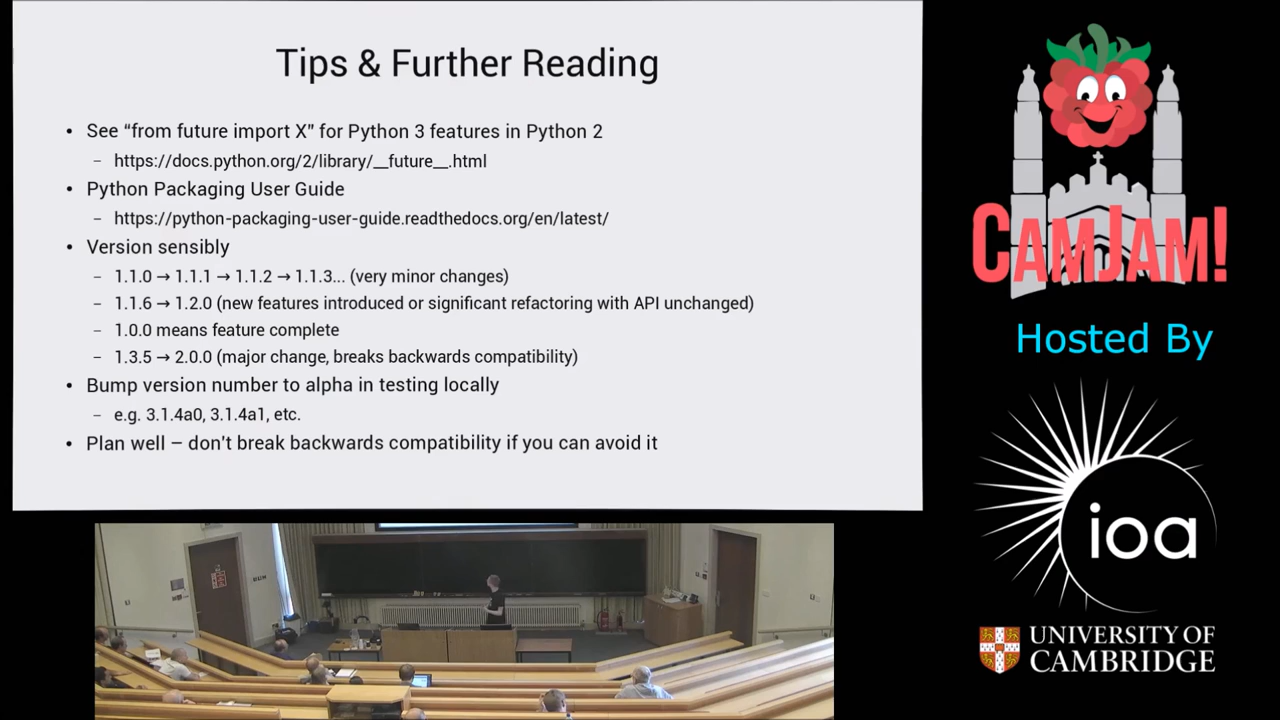 Tips & Further Reading
• See “from future import X” for Python 3 features in Python 2
– https://docs.python.org/2/library/__future__.html
• Python Packaging User Guide
– https://python-packaging-user-guide.readthedocs.org/en/latest/
• Version sensibly
– 1.1.0 → 1.1.1 → 1.1.2 → 1.1.3... (very minor changes)
– 1.1.6 → 1.2.0 (new features introduced or significant refactoring with API unchanged)
– 1.0.0 means feature complete
– 1.3.5 → 2.0.0 (major change, breaks backwards compatibility)
• Bump version number to alpha in testing locally
– e.g. 3.1.4a0, 3.1.4a1, etc.
• Plan well – don't break backwards compatibility if you can avoid it
CAMJAM!
Hosted By
ioa
UNIVERSITY OF
CAMBRIDGE